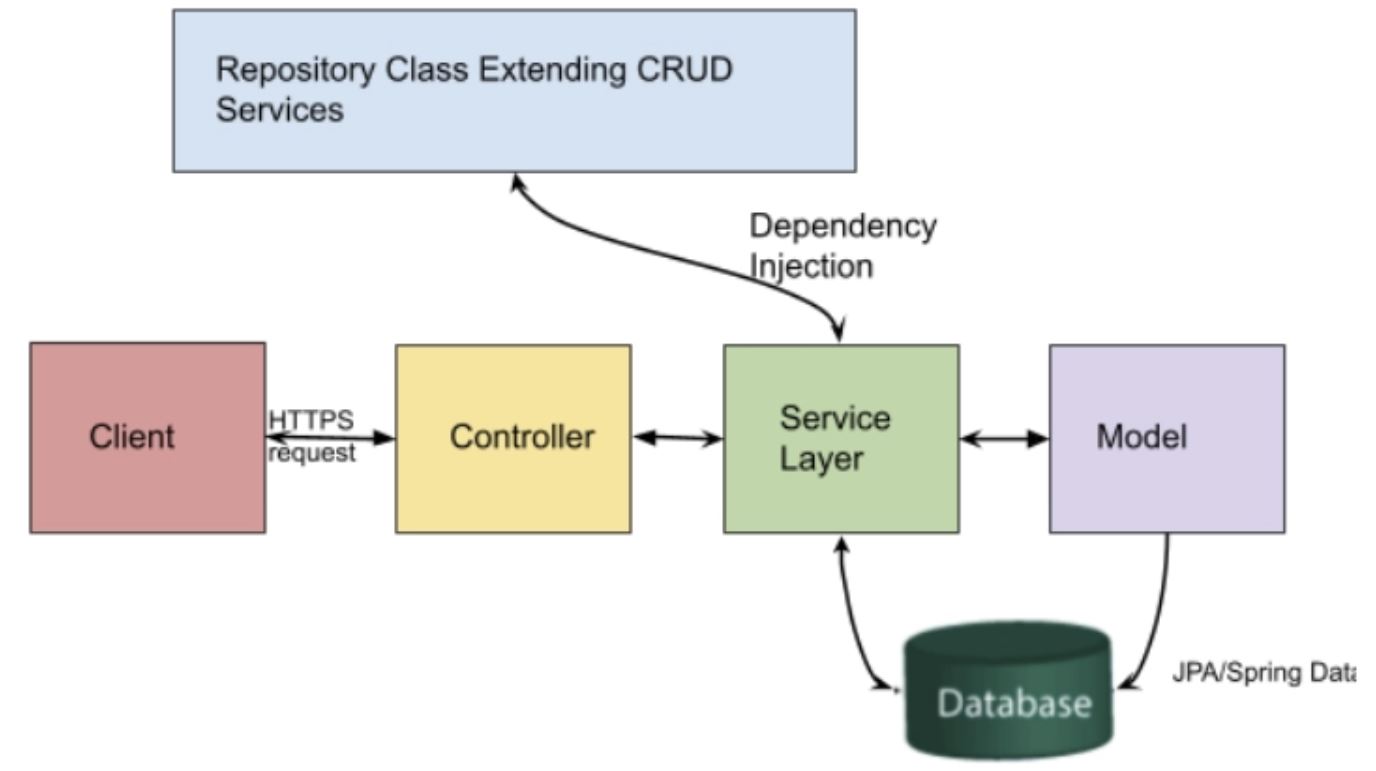 Repository Class Extending CRUD
Services
Dependency
Injection
Client
HTTPS
request
Controller
Service
Layer
Model
Database
JPA/Spring Data